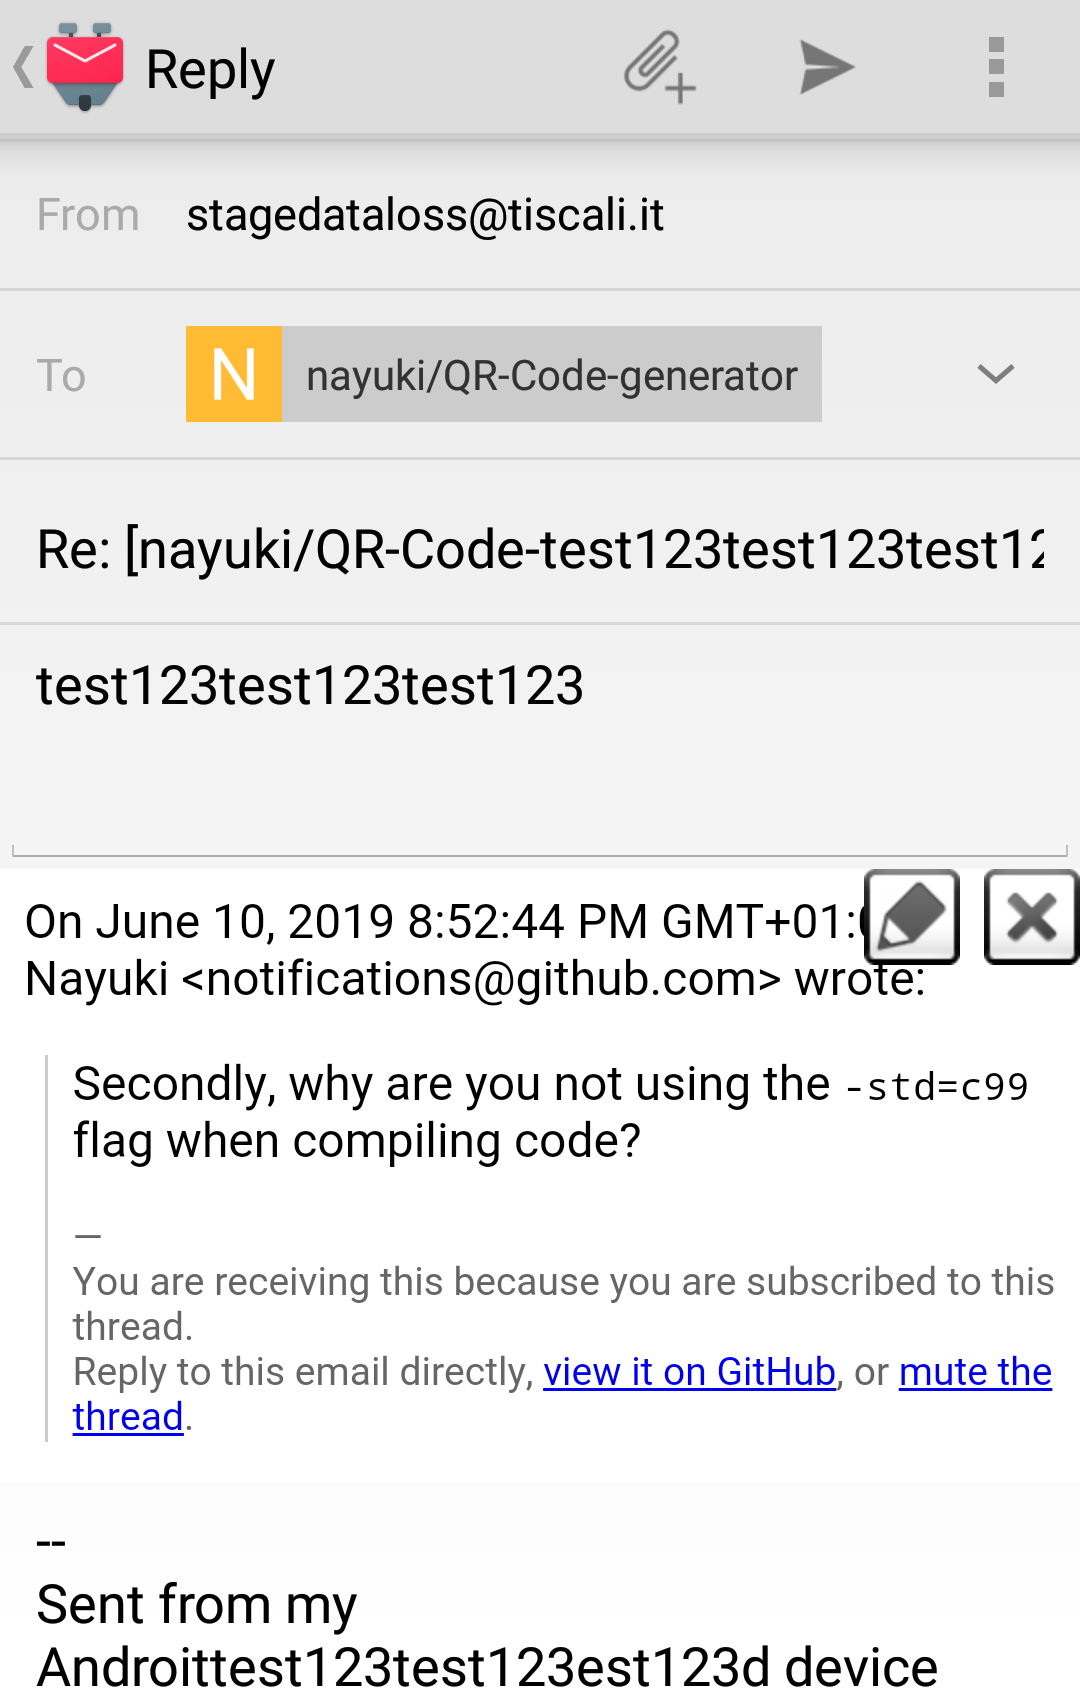 Reply
From stagedataloss@tiscali.it
To N nayuki/QR-Code-generator
Re: [nayuki/QR-Code-test123test123test12
test123test123test123
On June 10, 2019 8:52:44 PM GMT+01:
Nayuki <notifications@github.com> wrote:
Secondly, why are you not using the -std=c99
flag when compiling code?
—
You are receiving this because you are subscribed to this
thread.
Reply to this email directly, view it on GitHub, or mute the
thread.
--
Sent from my
Androittest123test123est123d device